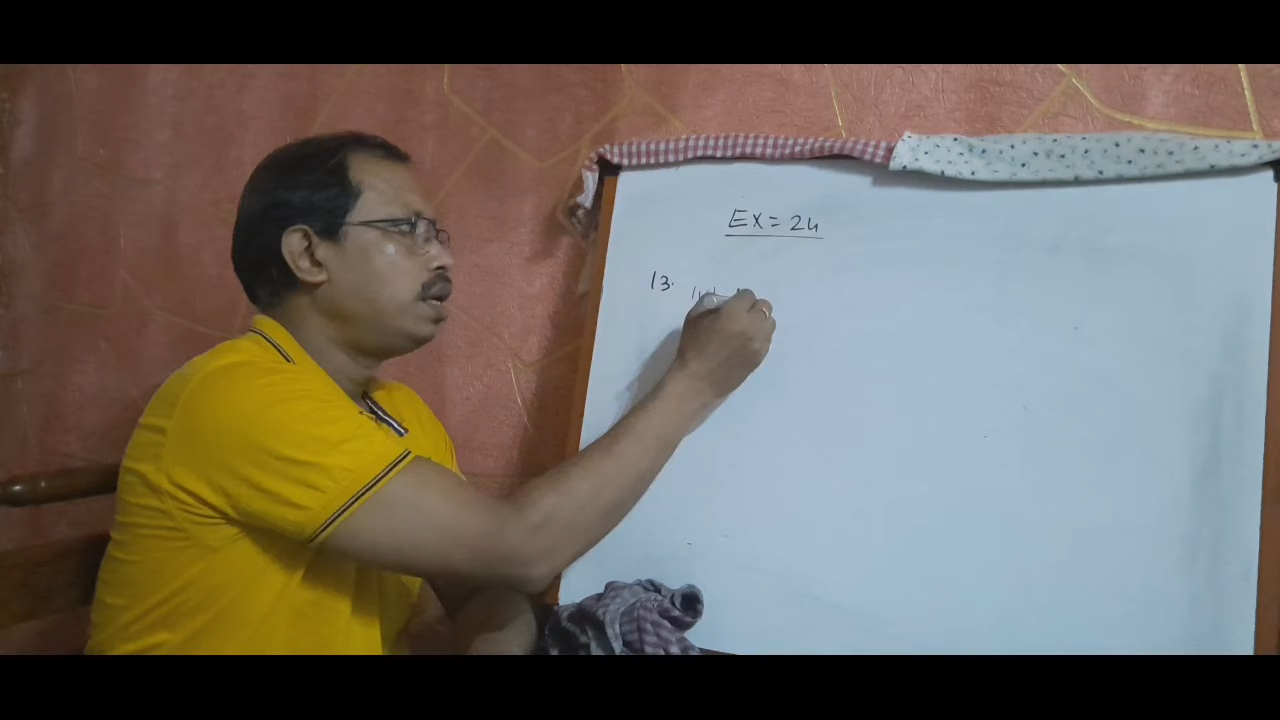 Ex = 24
13.